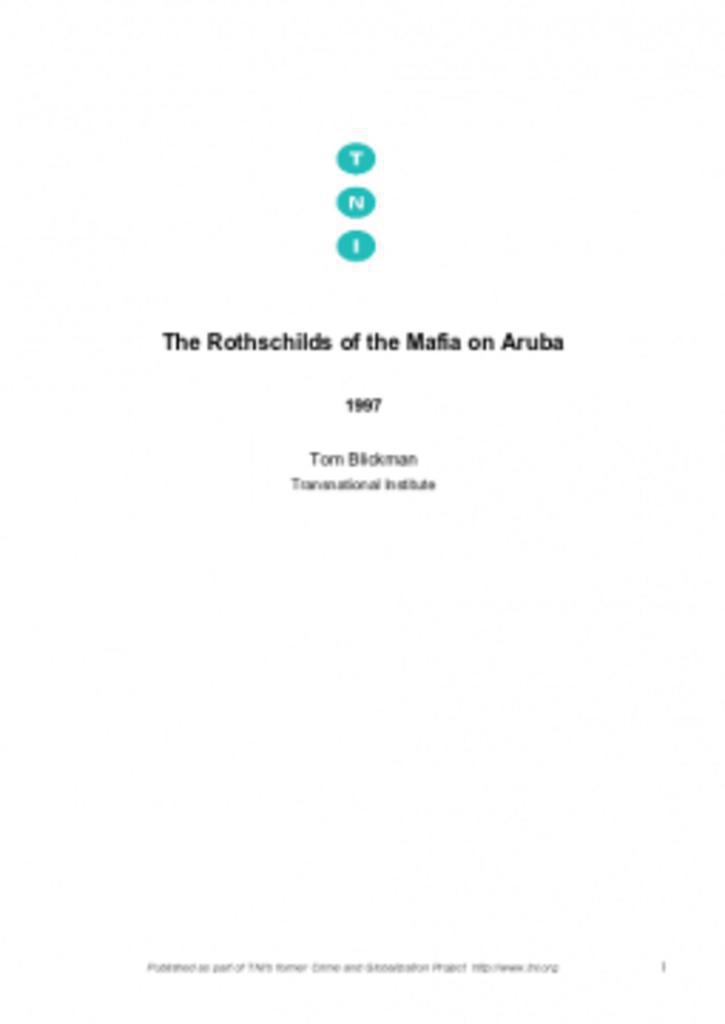 T
N
I
The Rothschilds of the Mafia on Aruba
1997
Tom Blickman
Transnational Institute
Published as part of TNI's former Crime and Globalization Project http://www.tni.org
1